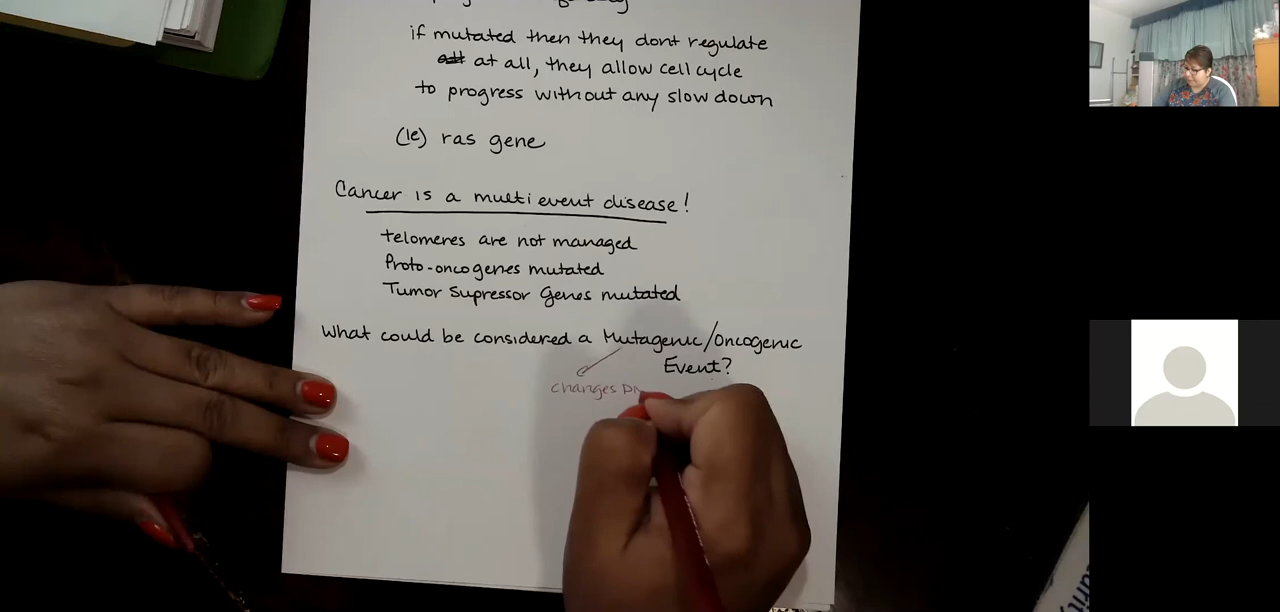 if mutated then they dont regulate
at all, they allow cell cycle
to progress without any slow down
(ie) ras gene
Cancer is a multi event disease!
telomeres are not managed
Proto-oncogenes mutated
Tumor Supressor Genes mutated
What could be considered a Mutagenic/Oncogenic
Event?
changes DN